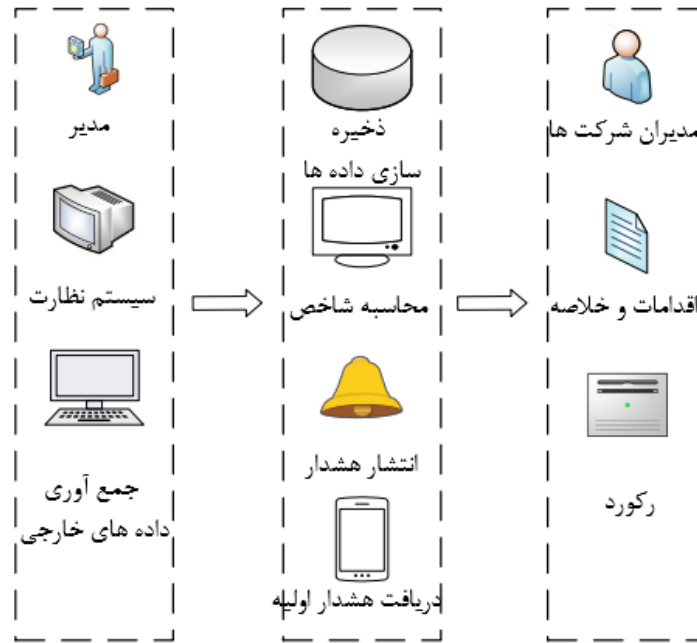 مدیر
سیستم نظارت
جمع آوری
داده های خارجی
ذخیره
سازی داده ها
محاسبه شاخص
انتشار هشدار
دریافت هشدار اولیه
مدیران شرکت ها
اقدامات و خلاصه
رکورد